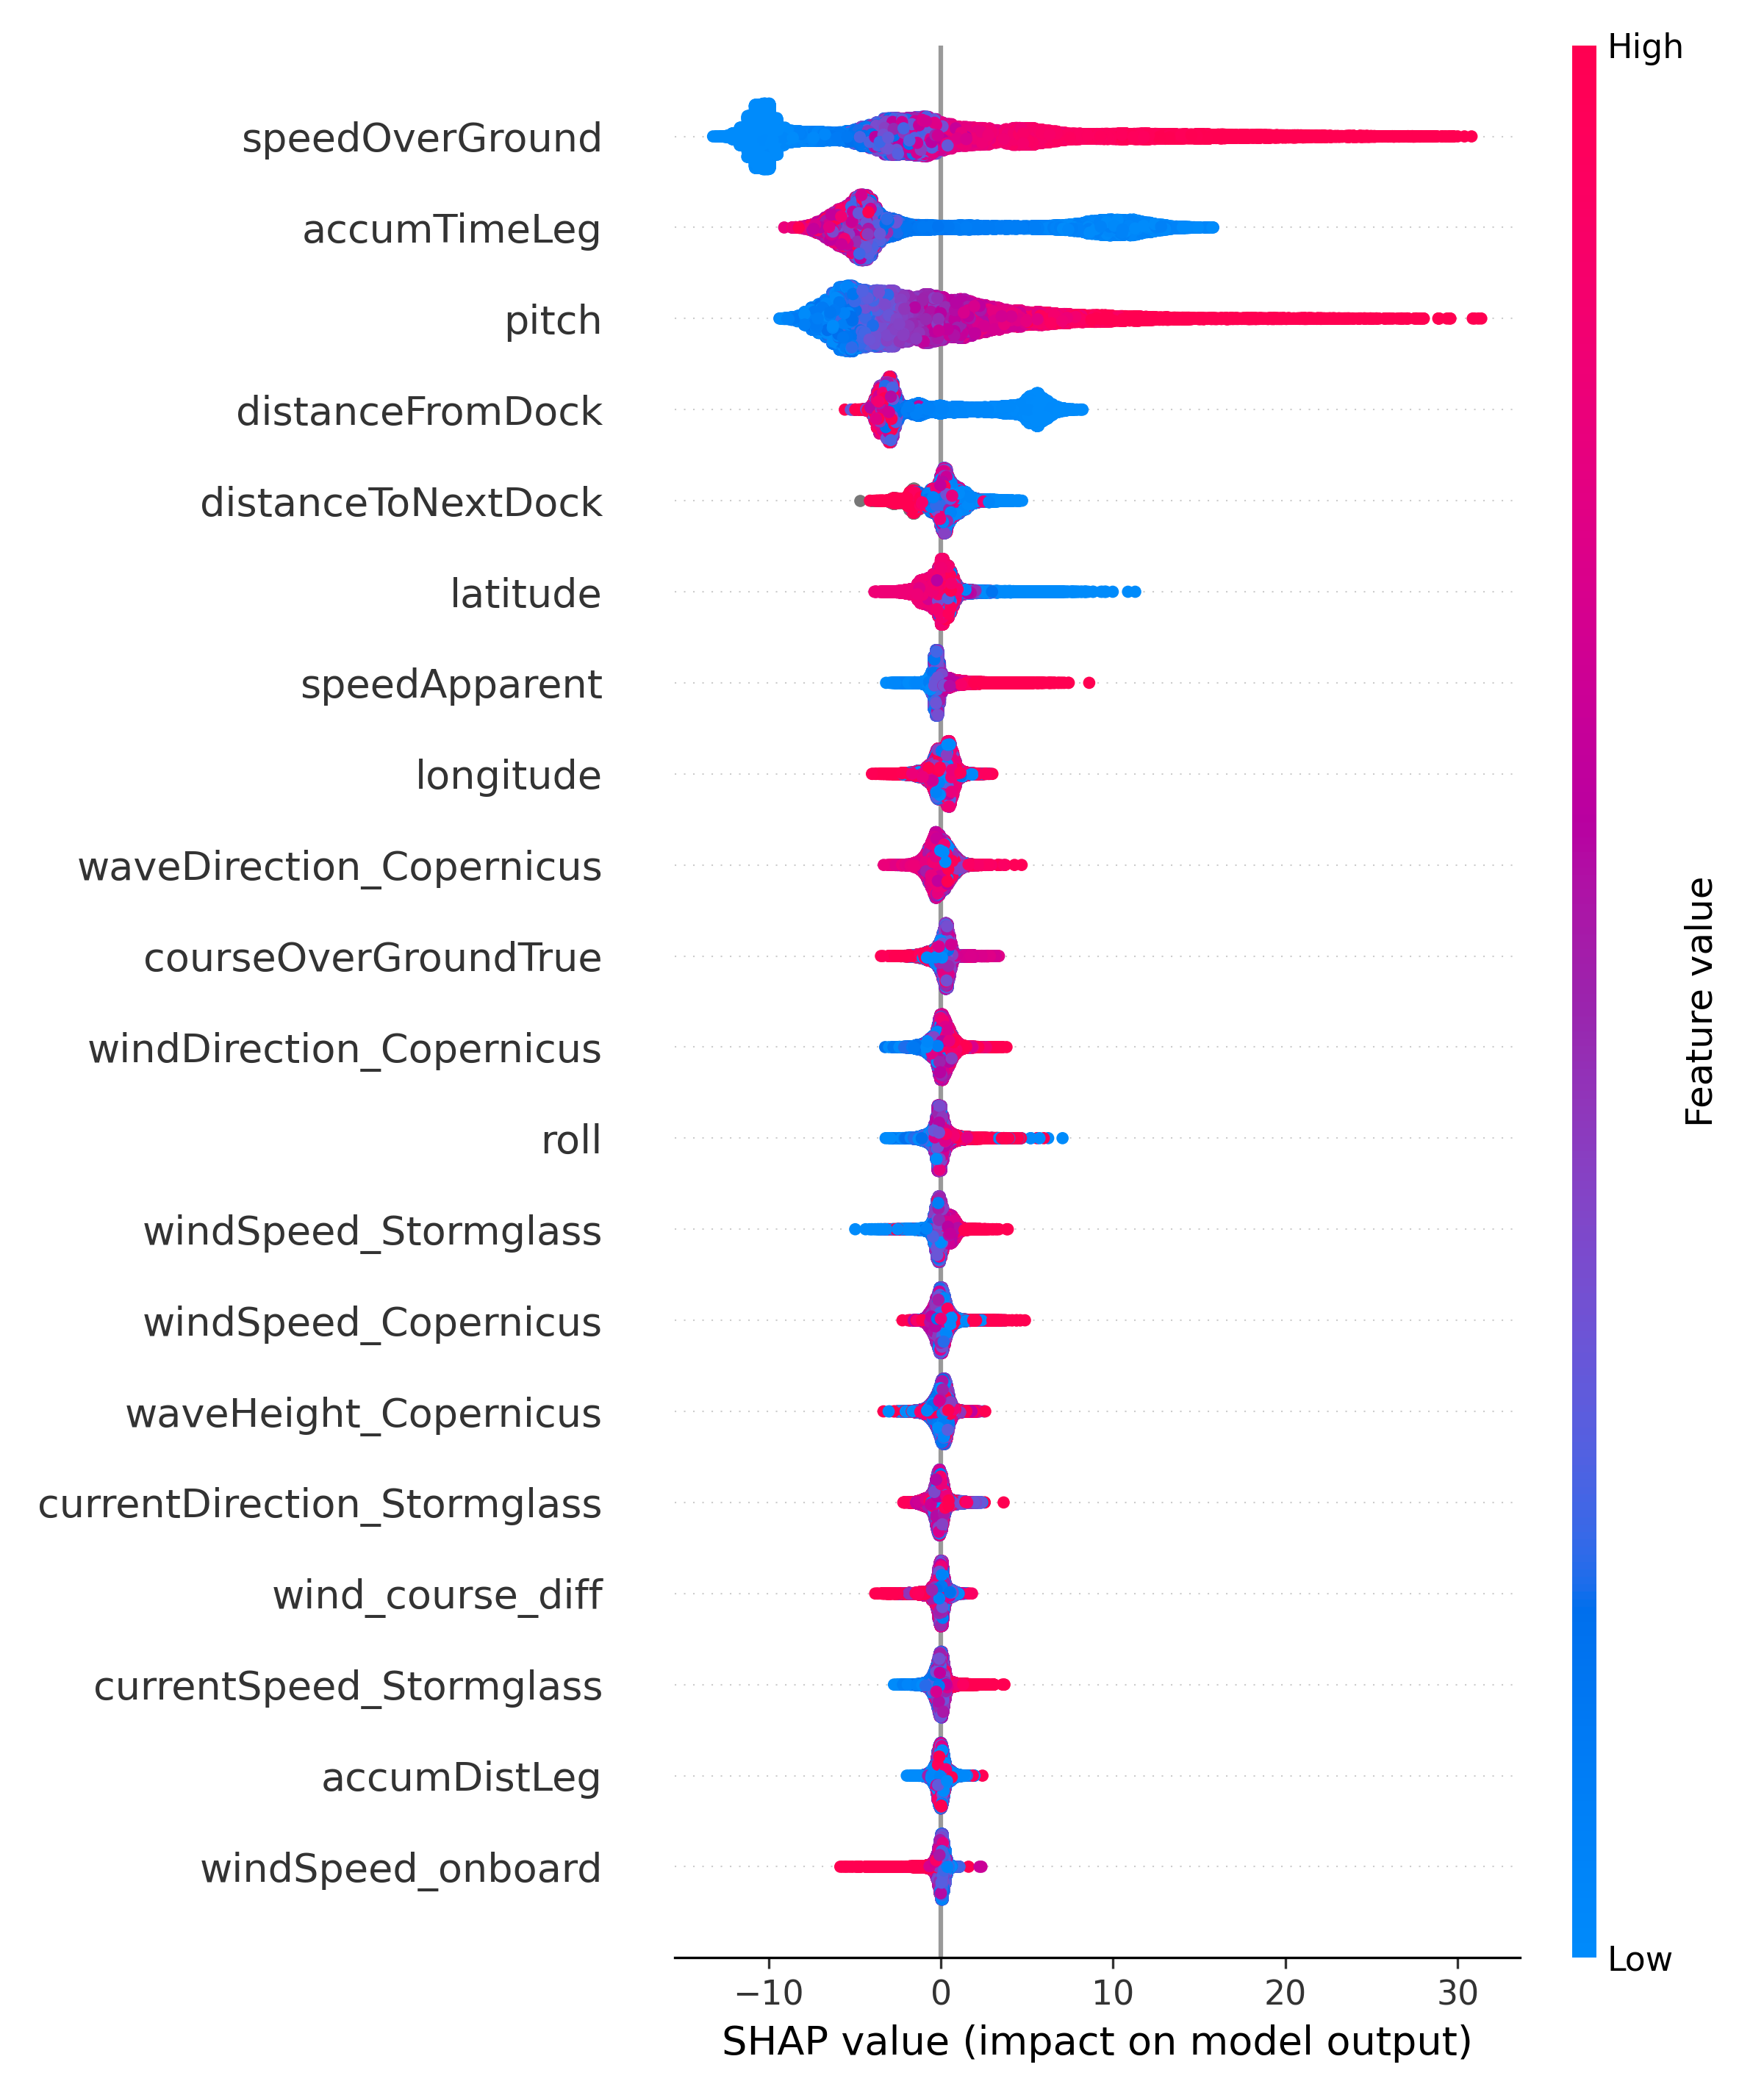 High
speedOverGround
accumTimeLeg
pitch
distanceFromDock
distanceToNextDock
latitude
speedApparent
longitude
waveDirection_Copernicus
courseOverGroundTrue
windDirection_Copernicus
roll
windSpeed_Stormglass
windSpeed_Copernicus
waveHeight_Copernicus
currentDirection_Stormglass
wind_course_diff
currentSpeed_Stormglass
accumDistLeg
windSpeed_onboard
Feature value
Low
−10 0 10 20 30
SHAP value (impact on model output)